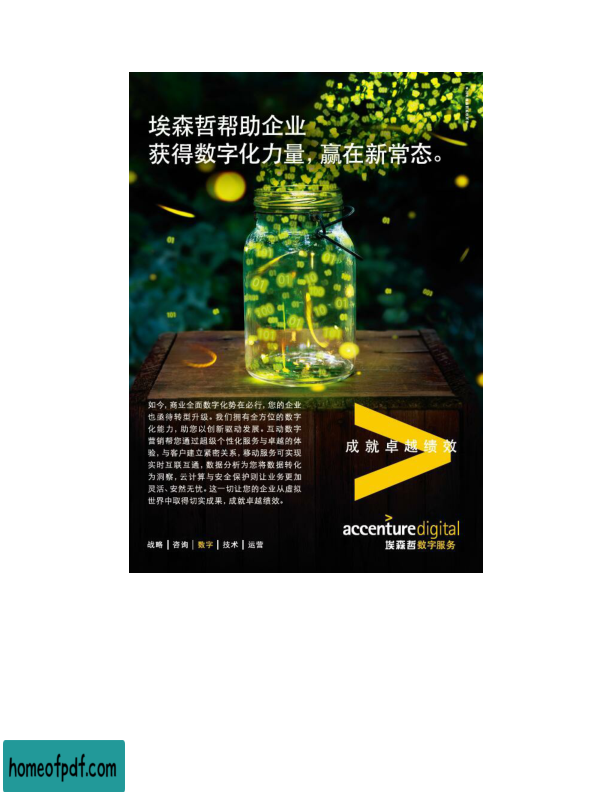 埃森哲帮助企业
获得数字化力量，赢在新常态。
如今，商业全面数字化势在必行，您的企业
也亟待转型升级。我们拥有全方位的数字
化能力，助您以创新驱动发展。互动数字
营销帮您通过超级个性化服务与卓越的体
验，与客户建立紧密关系，移动服务可实现
实时互联互通，数据分析为您将数据转化
为洞察，云计算与安全保护则让业务更加
灵活、安然无忧。这一切让您的企业从虚拟
世界中取得切实成果，成就卓越绩效。
成就卓越绩效
accenturedigital
埃森哲数字服务
战略 | 咨询 | 数字 | 技术 | 运营
homeofpdf.com